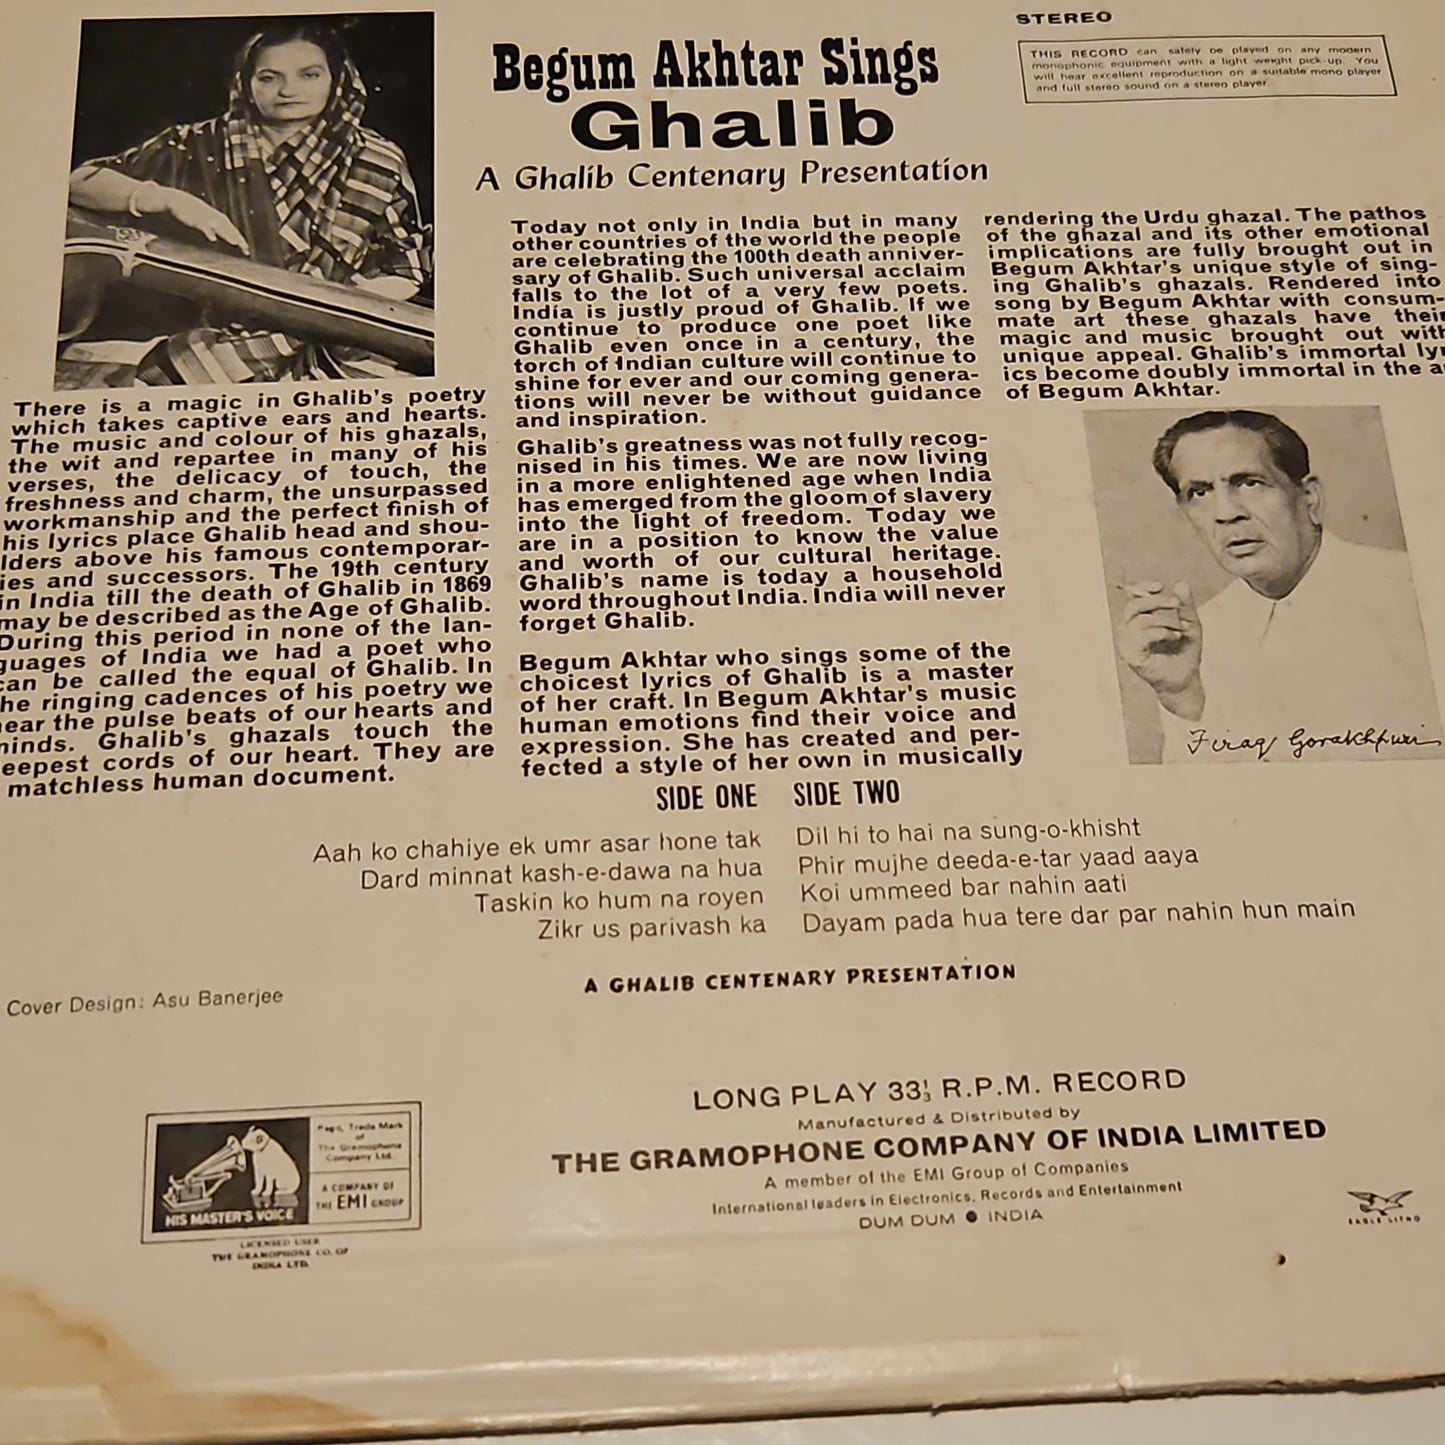 Begum Akhtar Sings
Ghalib
A Ghalib Centenary Presentation
STEREO
THIS RECORD can safely be played on any modern
monophonic equipment with a light weight pick-up. You
will hear excellent reproduction on a suitable mono player
and full stereo sound on a stereo player.
There is a magic in Ghalib's poetry
which takes captive ears and hearts.
The music and colour of his ghazals,
the wit and repartee in many of his
verses, the delicacy of touch, the
freshness and charm, the unsurpassed
workmanship and the perfect finish of
his lyrics place Ghalib head and shou-
lders above his famous contemporar-
ies and successors. The 19th century
in India till the death of Ghalib in 1869
may be described as the Age of Ghalib.
During this period in none of the lan-
guages of India we had a poet who
can be called the equal of Ghalib. In
he ringing cadences of his poetry we
ear the pulse beats of our hearts and
minds. Ghalib's ghazals touch the
eepest cords of our heart. They are
matchless human document.
Today not only in India but in many
other countries of the world the people
are celebrating the 100th death anniver-
sary of Ghalib. Such universal acclaim
falls to the lot of a very few poets.
India is justly proud of Ghalib. If we
continue to produce one poet like
Ghalib even once in a century, the
torch of Indian culture will continue to
shine for ever and our coming genera-
tions will never be without guidance
and inspiration.
Ghalib's greatness was not fully recog-
nised in his times. We are now living
in a more enlightened age when India
has emerged from the gloom of slavery
into the light of freedom. Today we
are in a position to know the value
and worth of our cultural heritage.
Ghalib's name is today a household
word throughout India. India will never
forget Ghalib.
Begum Akhtar who sings some of the
choicest lyrics of Ghalib is a master
of her craft. In Begum Akhtar's music
human emotions find their voice and
expression. She has created and per-
fected a style of her own in musically
rendering the Urdu ghazal. The pathos
of the ghazal and its other emotional
implications are fully brought out in
Begum Akhtar's unique style of sing-
ing Ghalib's ghazals. Rendered into
song by Begum Akhtar with consum-
mate art these ghazals have their
magic and music brought out with
unique appeal. Ghalib's immortal lyr
ics become doubly immortal in the a
of Begum Akhtar.
Firaq Gorakhpuri
SIDE ONE
Aah ko chahiye ek umr asar hone tak
Dard minnat kash-e-dawa na hua
Taskin ko hum na royen
Zikr us parivash ka
SIDE TWO
Dil hi to hai na sung-o-khisht
Phir mujhe deeda-e-tar yaad aaya
Koi ummeed bar nahin aati
Dayam pada hua tere dar par nahin hun main
A GHALIB CENTENARY PRESENTATION
Cover Design: Asu Banerjee
LONG PLAY 33⅓ R.P.M. RECORD
Manufactured & Distributed by
THE GRAMOPHONE COMPANY OF INDIA LIMITED
A member of the EMI Group of Companies
International leaders in Electronics, Records and Entertainment
DUM DUM ● INDIA
HIS MASTER'S VOICE
Regd. Trade Mark
of
The Gramophone
Company Ltd.
A COMPANY OF
THE EMI GROUP
LICENSED USER
THE GRAMOPHONE CO. OF
INDIA LTD.
EAGLE LITHO